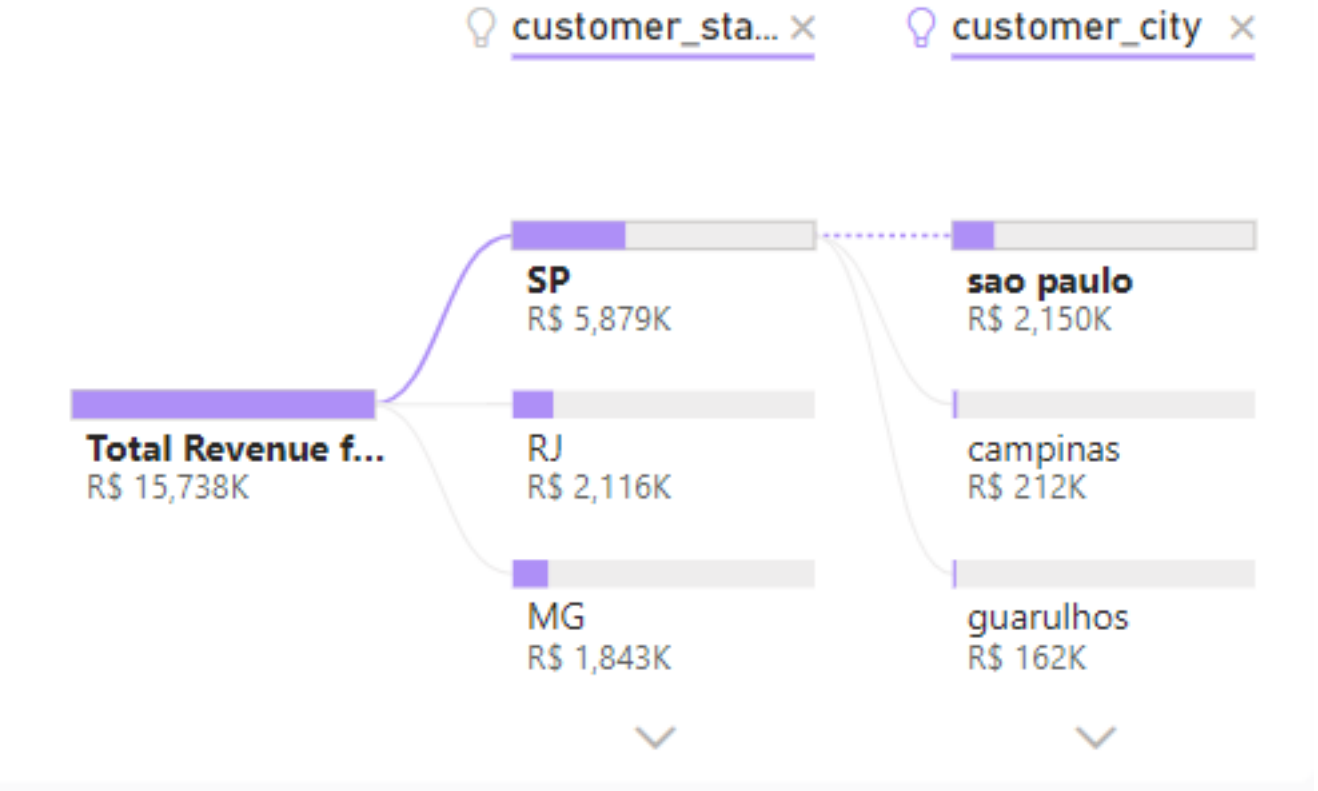 customer_sta...
customer_city
SP
R$ 5,879K
sao paulo
R$ 2,150K
Total Revenue f...
R$ 15,738K
RJ
R$ 2,116K
campinas
R$ 212K
MG
R$ 1,843K
guarulhos
R$ 162K